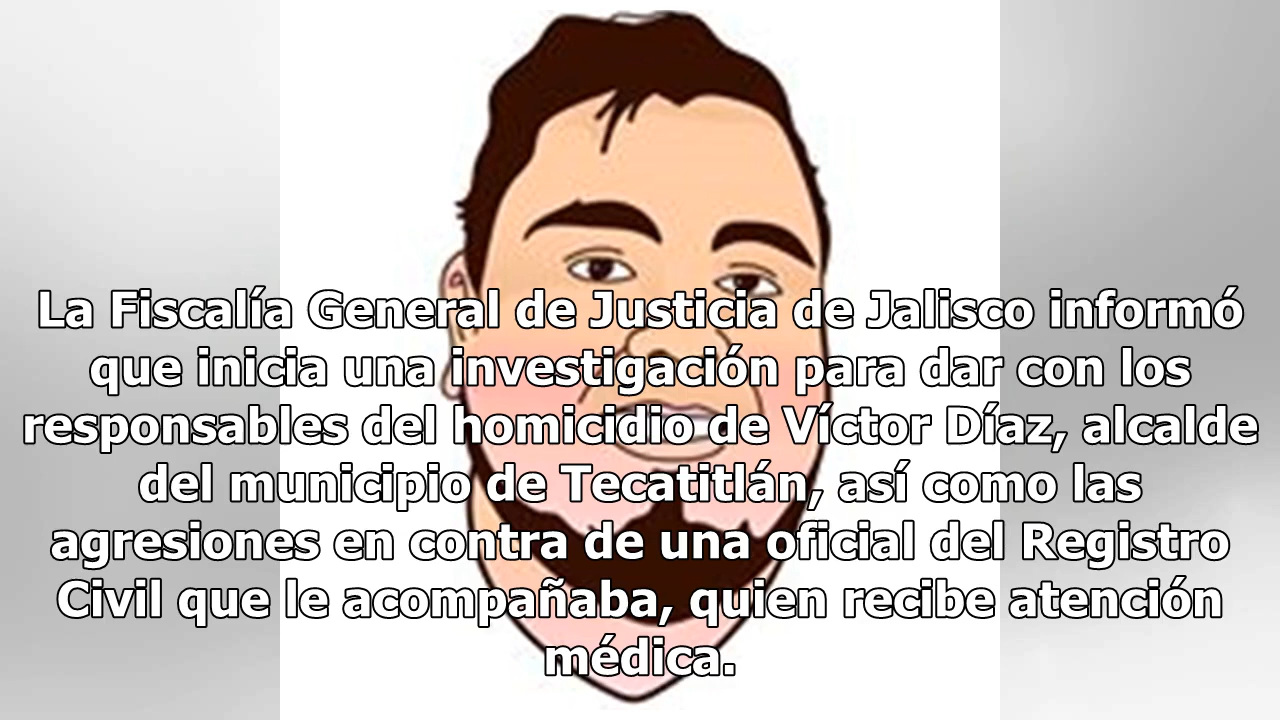 La Fiscalía General de Justicia de Jalisco informó
que inicia una investigación para dar con los
responsables del homicidio de Víctor Díaz, alcalde
del municipio de Tecatitlán, así como las
agresiones en contra de una oficial del Registro
Civil que le acompañaba, quien recibe atención
médica.